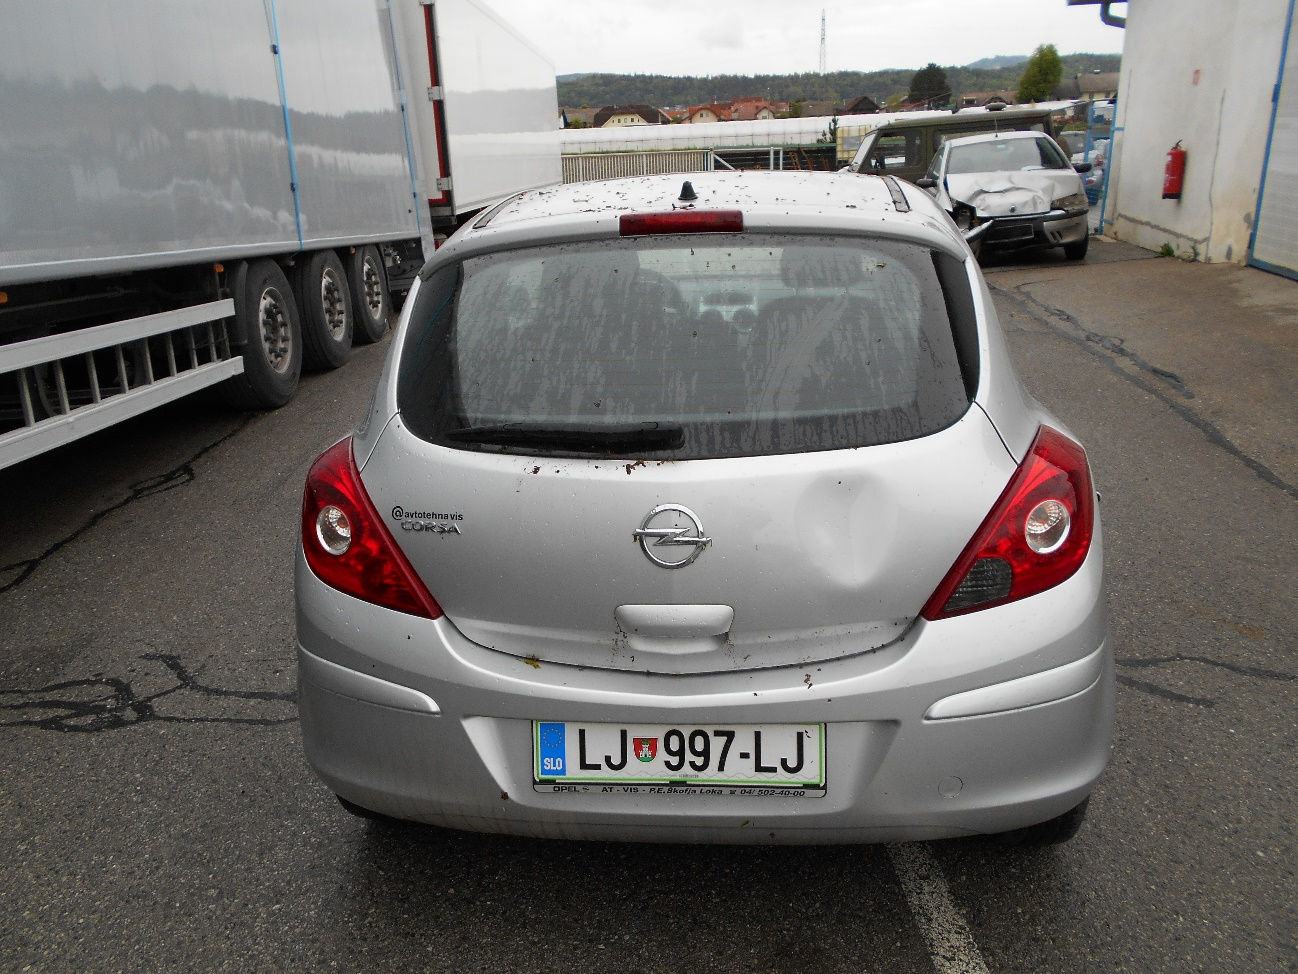 @avtotehna vis
CORSA
SLO
LJ 997-LJ
OPEL AT - VIS - P.E. Škofja Loka ☎ 04/ 502-40-00